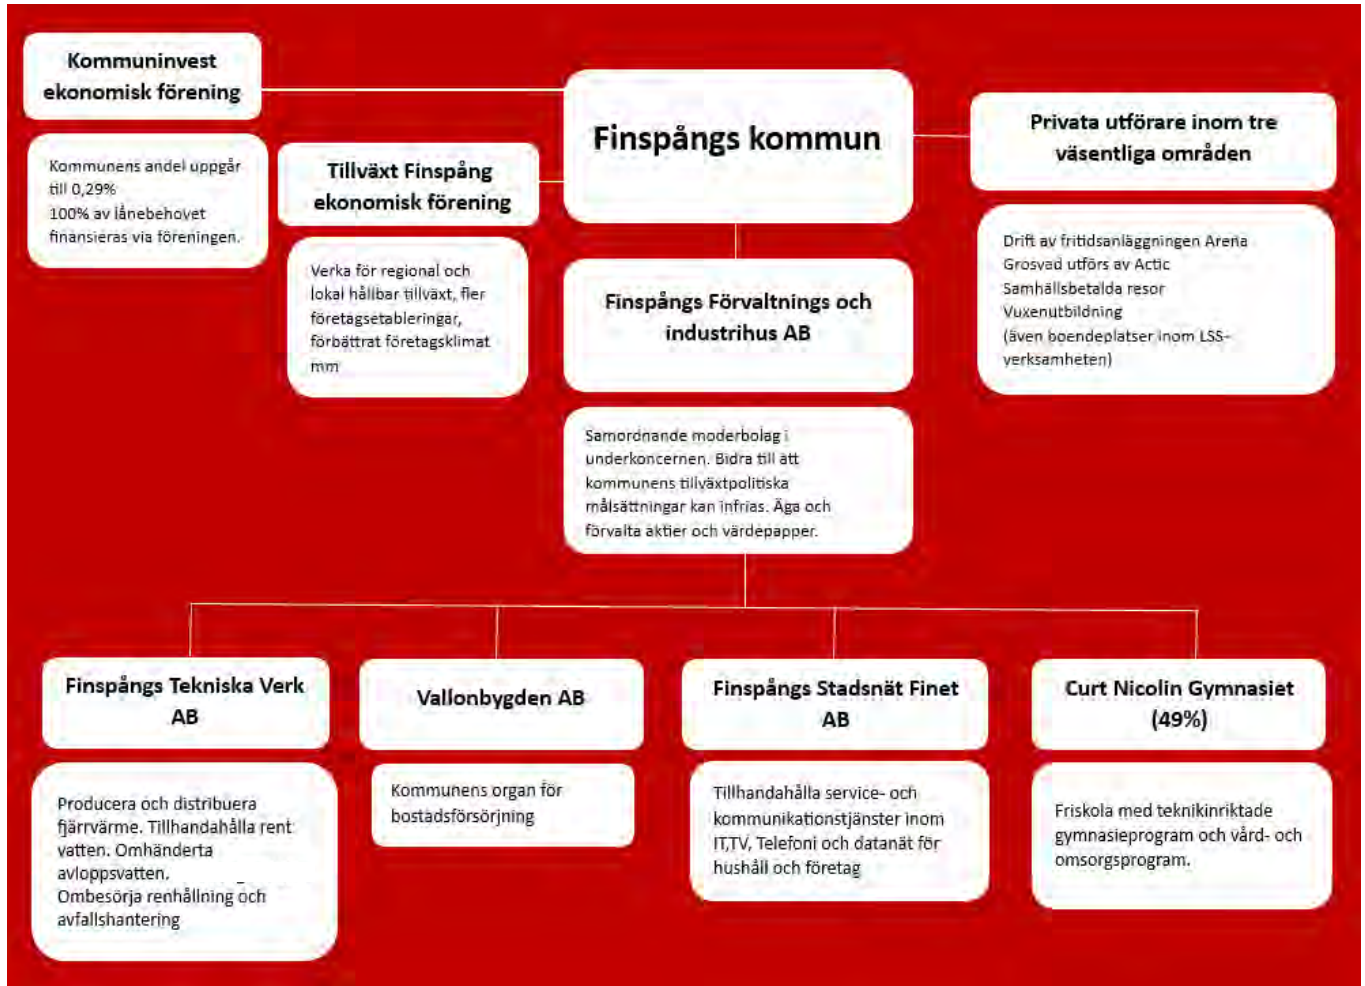 Kommuninvest
ekonomisk förening
Kommunens andel uppgår
till 0,29%
100% av lånebehovet
finansieras via föreningen.
Tillväxt Finspång
ekonomisk förening
Verka för regional och
lokal hållbar tillväxt, fler
företagsetableringar,
förbättrat företagsklimat
mm
Finspångs kommun
Privata utförare inom tre
väsentliga områden
Drift av fritidsanläggningen Arena
Grosvad utförs av Actic
Samhällsbetalda resor
Vuxenutbildning
(även boendeplatser inom LSS-
verksamheten)
Finspångs Förvaltnings och
industrihus AB
Samordnande moderbolag i
underkoncernen. Bidra till att
kommunens tillväxtpolitiska
målsättningar kan infrias. Äga och
förvalta aktier och värdepapper.
Finspångs Tekniska Verk
AB
Producera och distribuera
fjärrvärme. Tillhandahålla rent
vatten. Omhänderta
avloppsvatten.
Ombesörja renhållning och
avfallshantering
Vallonbygden AB
Kommunens organ för
bostadsförsörjning
Finspångs Stadsnät Finet
AB
Tillhandahålla service- och
kommunikationstjänster inom
IT,TV, Telefoni och datanät för
hushåll och företag
Curt Nicolin Gymnasiet
(49%)
Friskola med teknikinriktade
gymnasieprogram och vård- och
omsorgsprogram.